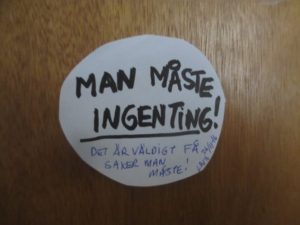 MAN MÅSTE
INGENTING!
DET ÄR VÄLDIGT FÅ
SAKER MAN
MÅSTE!